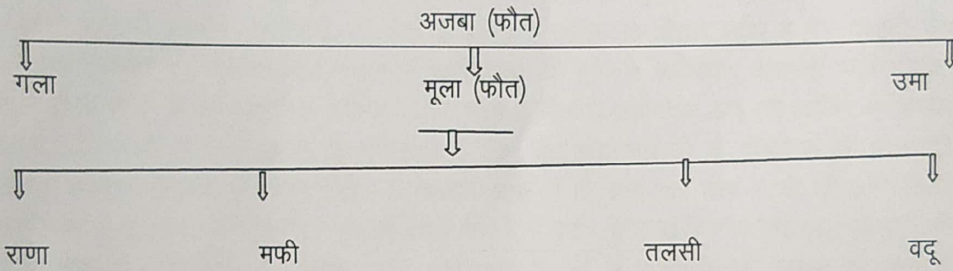 अजबा (फौत)
गला उमा
मूला (फौत)
राणा मफी तलसी वदू